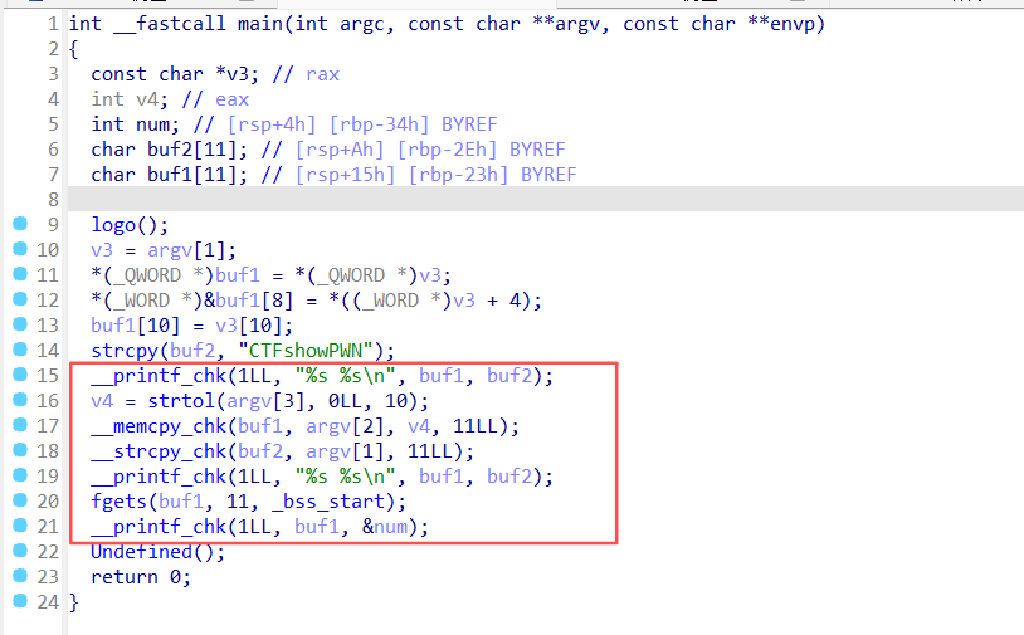 1 int __fastcall main(int argc, const char **argv, const char **envp)
2 {
3   const char *v3; // rax
4   int v4; // eax
5   int num; // [rsp+4h] [rbp-34h] BYREF
6   char buf2[11]; // [rsp+Ah] [rbp-2Eh] BYREF
7   char buf1[11]; // [rsp+15h] [rbp-23h] BYREF
8
9   logo();
10   v3 = argv[1];
11   *(_QWORD *)buf1 = *(_QWORD *)v3;
12   *(_WORD *)&buf1[8] = *((_WORD *)v3 + 4);
13   buf1[10] = v3[10];
14   strcpy(buf2, "CTFshowPWN");
15   __printf_chk(1LL, "%s %s\n", buf1, buf2);
16   v4 = strtol(argv[3], 0LL, 10);
17   __memcpy_chk(buf1, argv[2], v4, 11LL);
18   __strcpy_chk(buf2, argv[1], 11LL);
19   __printf_chk(1LL, "%s %s\n", buf1, buf2);
20   fgets(buf1, 11, _bss_start);
21   __printf_chk(1LL, buf1, &num);
22   Undefined();
23   return 0;
24 }